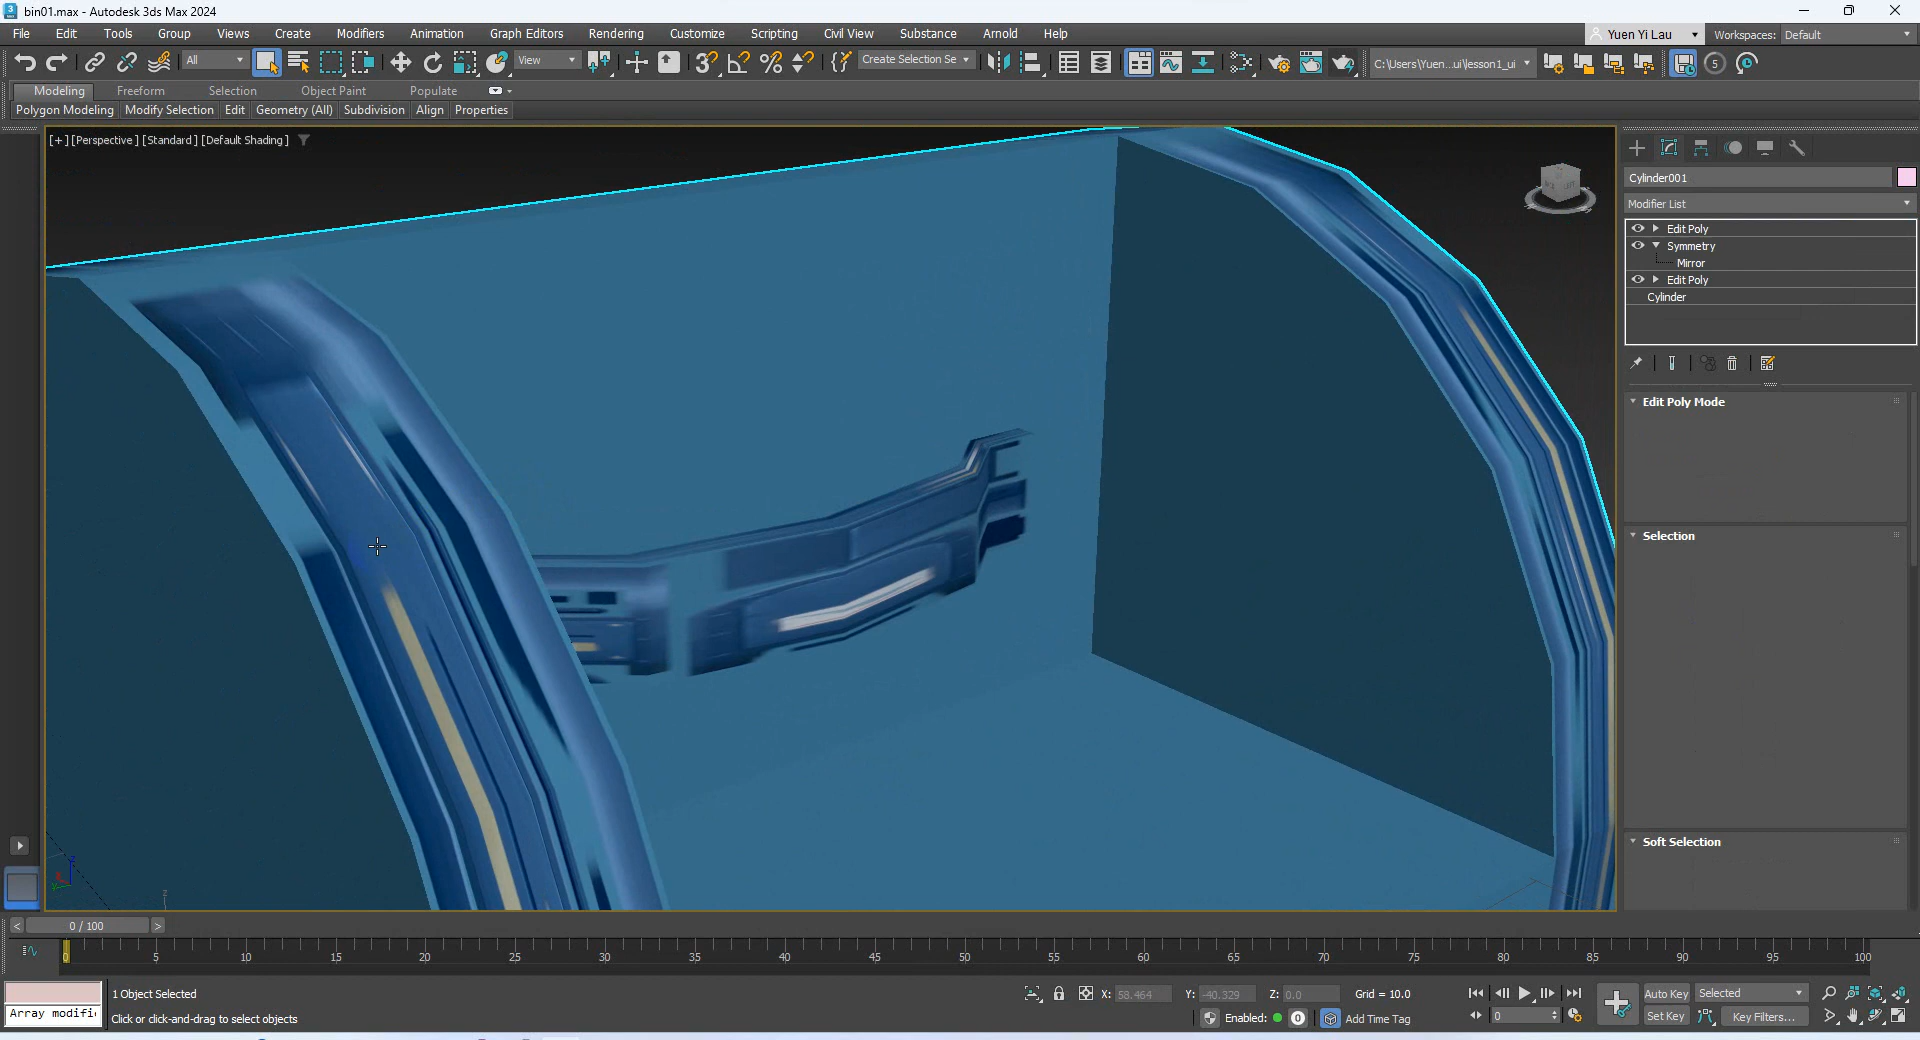 bin01.max - Autodesk 3ds Max 2024
File Edit Tools Group Views Create Modifiers Animation Graph Editors Rendering Customize Scripting Civil View Substance Arnold Help Yuen Yi Lau Workspaces: Default
All View Create Selection Se C:\Users\Yuen...ui\lesson1_ui 5
Modeling Freeform Selection Object Paint Populate
Polygon Modeling Modify Selection Edit Geometry (All) Subdivision Align Properties
[+] [Perspective] [Standard] [Default Shading]
Cylinder001
Modifier List
Edit Poly
Symmetry
Mirror
Edit Poly
Cylinder
Edit Poly Mode
Selection
Soft Selection
< 0 / 100 >
0 5 10 15 20 25 30 35 40 45 50 55 60 65 70 75 80 85 90 95 100
1 Object Selected X: 58.464 Y: -40.329 Z: 0.0 Grid = 10.0 Auto Key Selected
Array modifi Click or click-and-drag to select objects Enabled: 0 Add Time Tag 0 Set Key Key Filters...